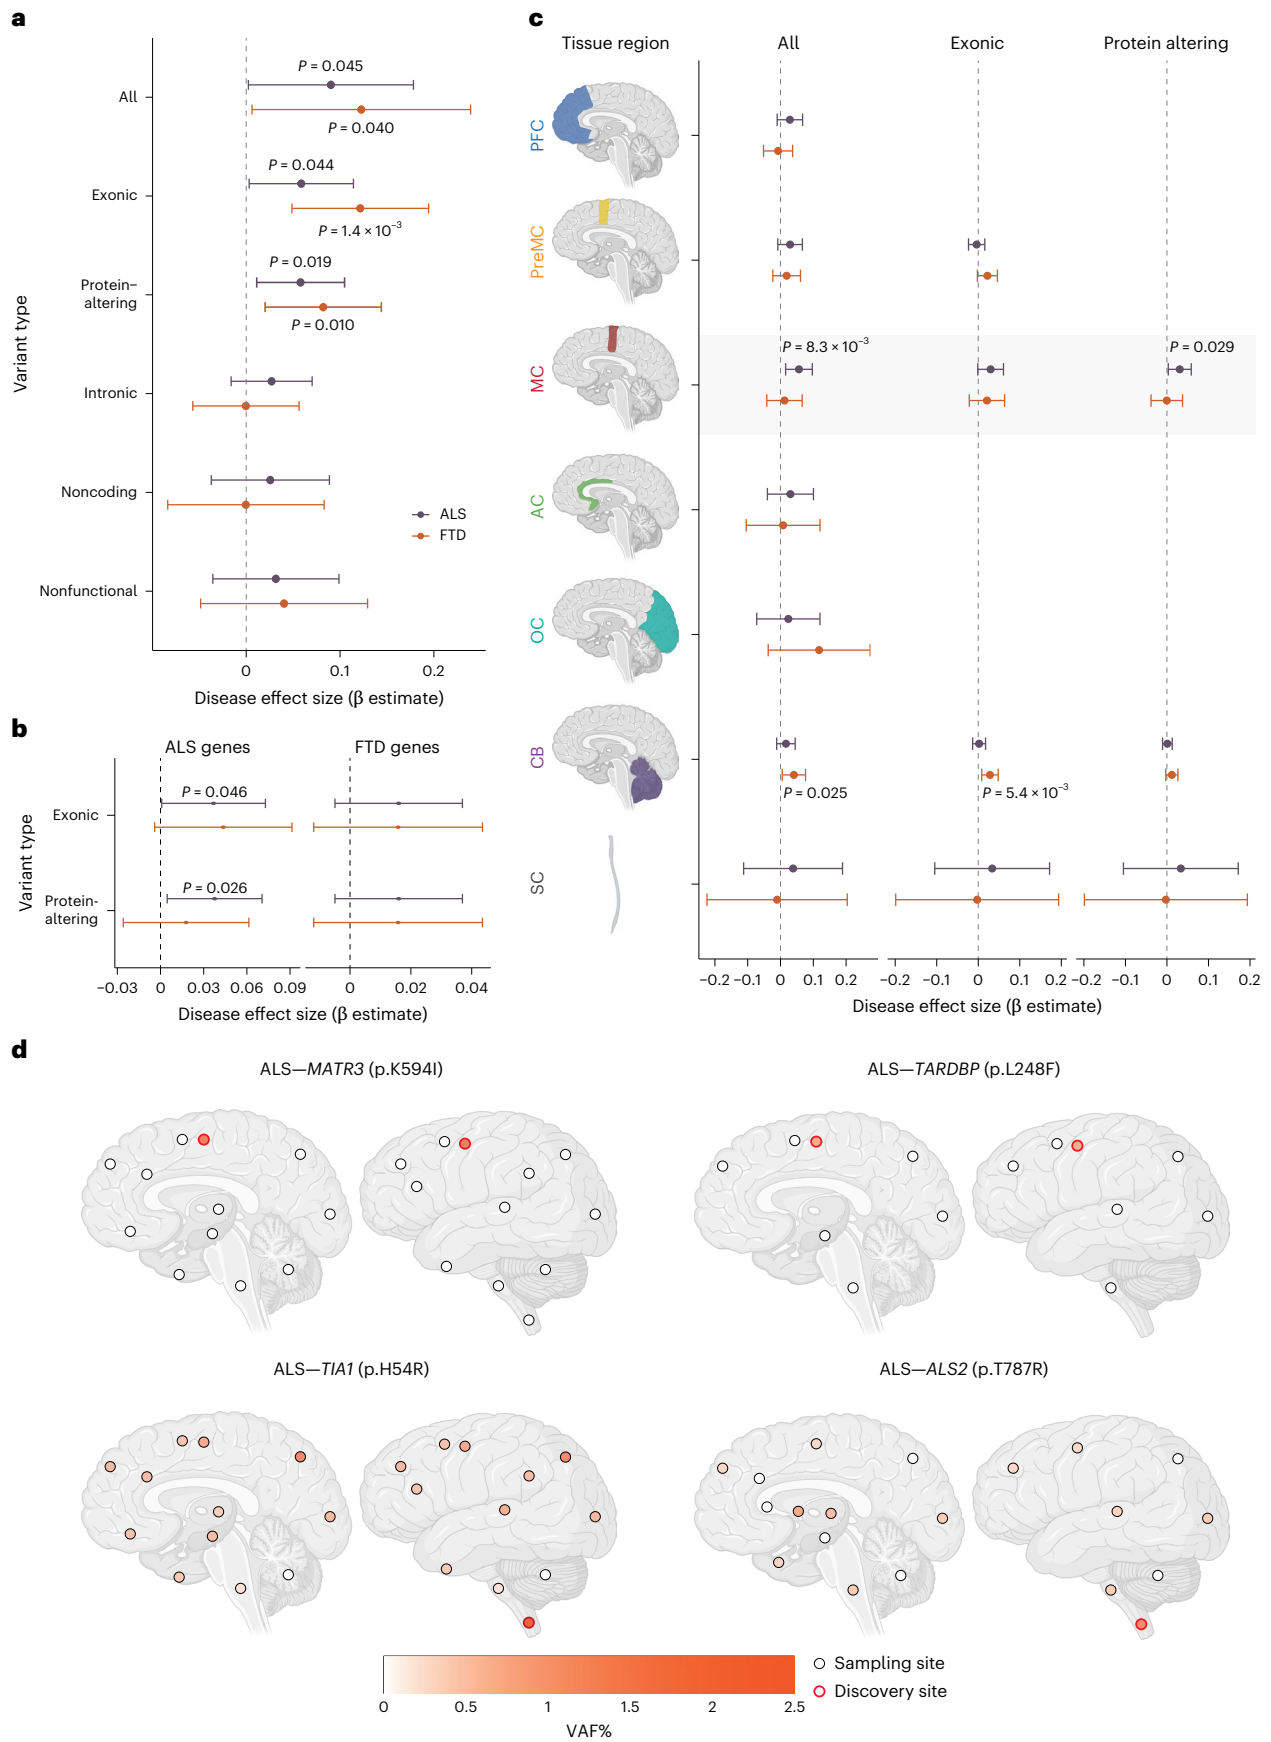 a
P = 0.045
All
P = 0.040
P = 0.044
Exonic
P = 1.4 × 10⁻³
P = 0.019
Protein–
altering
P = 0.010
Variant type
Intronic
Noncoding
ALS
FTD
Nonfunctional
0 0.1 0.2
Disease effect size (β estimate)
b
ALS genes FTD genes
P = 0.046
Exonic
P = 0.026
Protein-
altering
Variant type
−0.03 0 0.03 0.06 0.09 0 0.02 0.04
Disease effect size (β estimate)
c
Tissue region All Exonic Protein altering
PFC
PreMC
MC
P = 8.3 × 10⁻³ P = 0.029
AC
OC
CB
P = 0.025 P = 5.4 × 10⁻³
SC
−0.2 −0.1 0 0.1 0.2 −0.2 −0.1 0 0.1 0.2 −0.2 −0.1 0 0.1 0.2
Disease effect size (β estimate)
d
ALS—MATR3 (p.K594I) ALS—TARDBP (p.L248F)
ALS—TIA1 (p.H54R) ALS—ALS2 (p.T787R)
0 0.5 1 1.5 2 2.5
VAF%
Sampling site
Discovery site